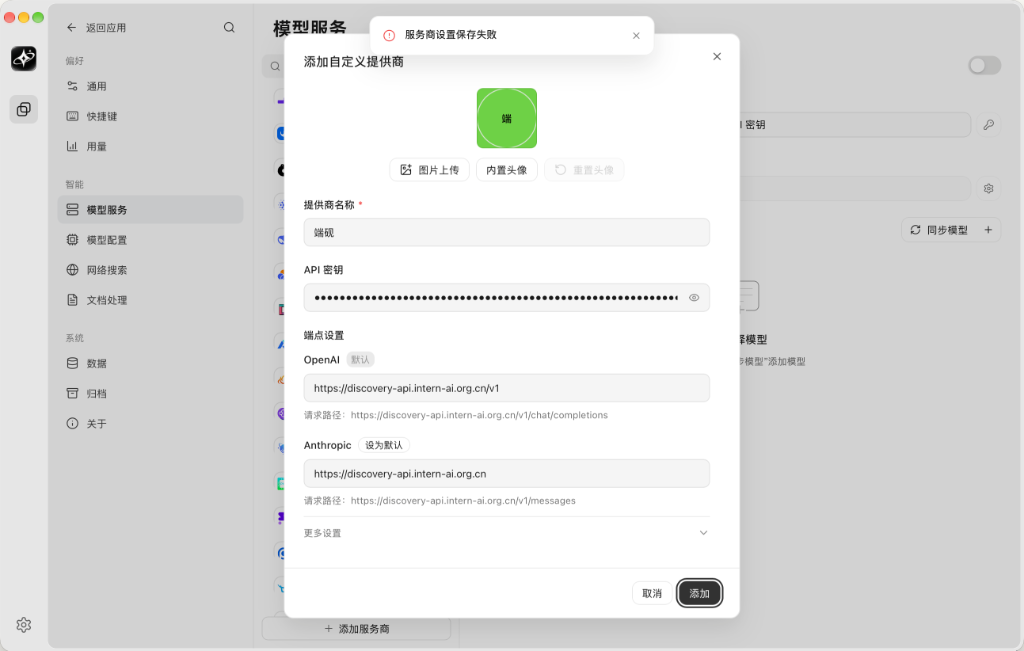 服务商设置保存失败
返回应用
模型服务
偏好
通用
快捷键
用量
智能
模型服务
模型配置
网络搜索
文档处理
系统
数据
归档
关于
添加自定义提供商
端
图片上传
内置头像
重置头像
提供商名称 *
端砚
API 密钥
端点设置
OpenAI 默认
https://discovery-api.intern-ai.org.cn/v1
请求路径：https://discovery-api.intern-ai.org.cn/v1/chat/completions
Anthropic 设为默认
https://discovery-api.intern-ai.org.cn
请求路径：https://discovery-api.intern-ai.org.cn/v1/messages
更多设置
取消
添加
添加服务商
密钥
同步模型
模型
模型"添加模型